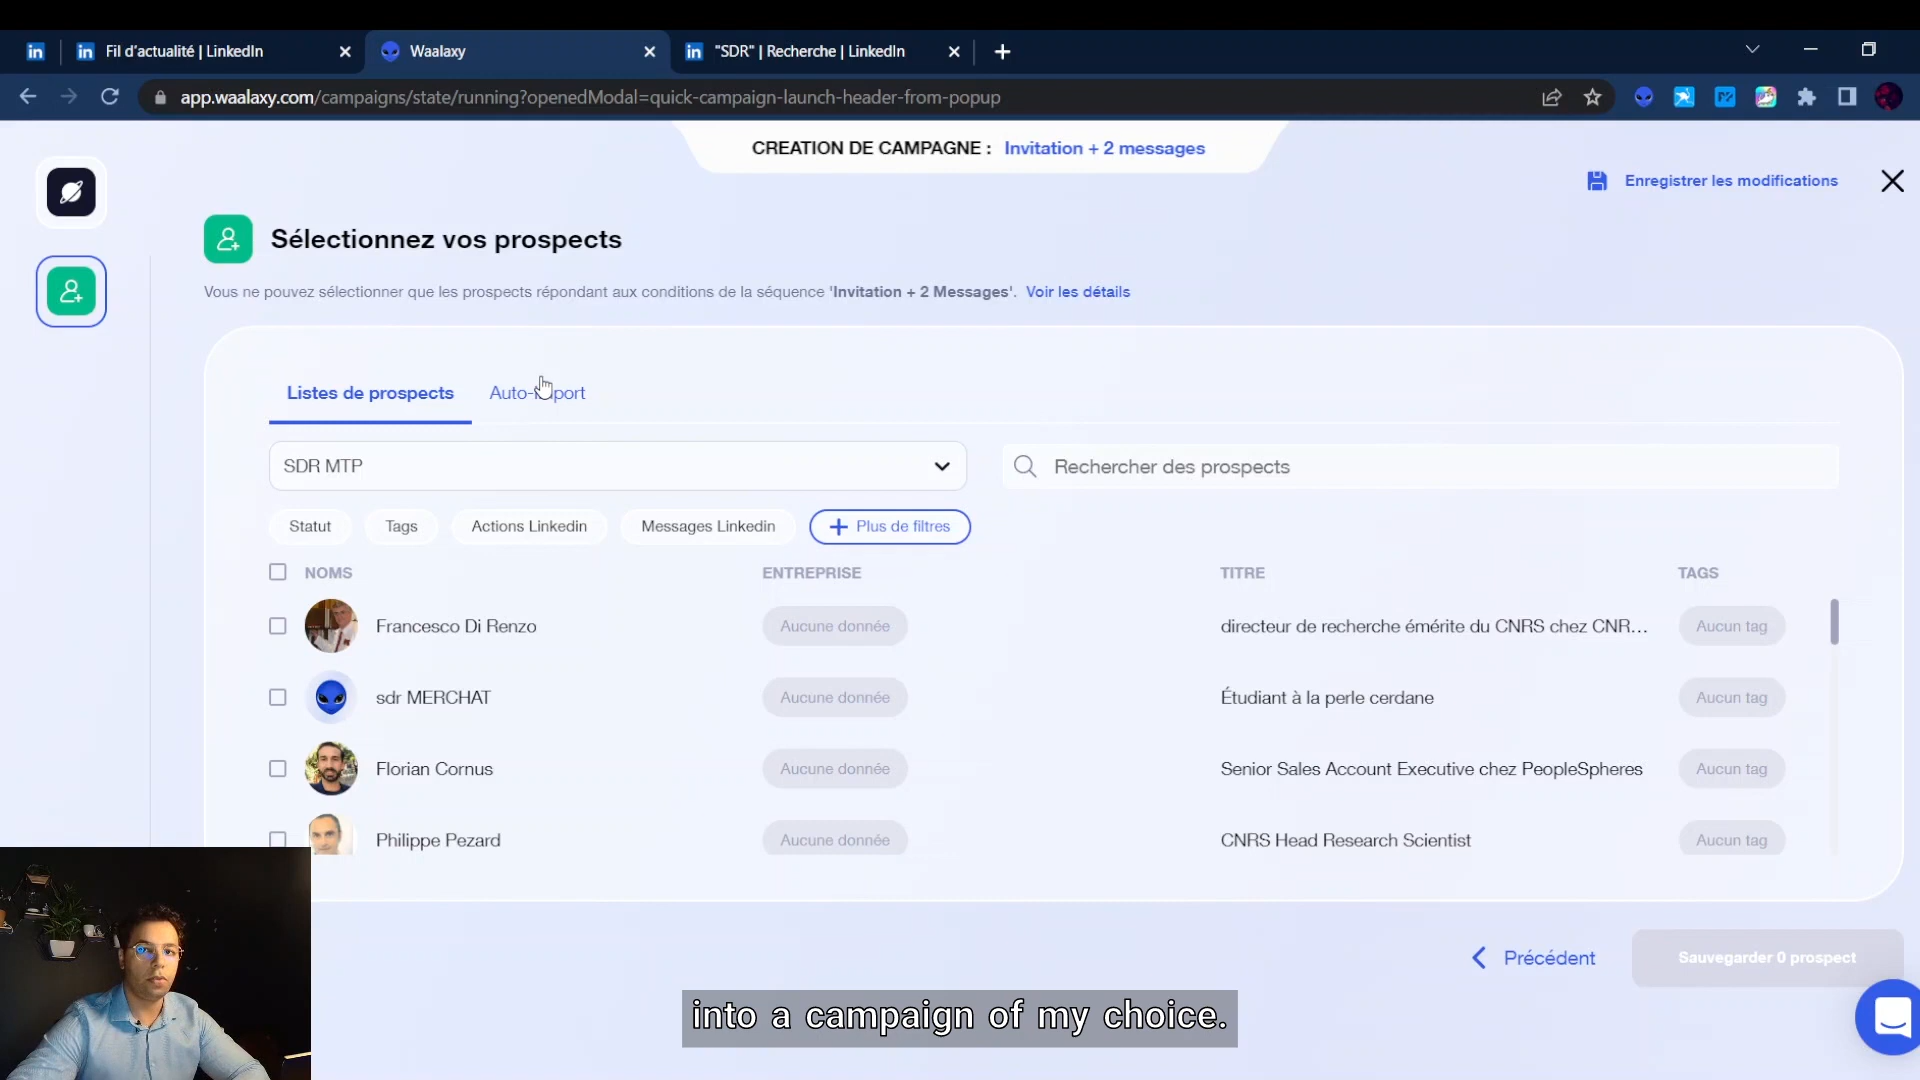 Fil d'actualité | LinkedIn
Waalaxy
"SDR" | Recherche | LinkedIn
app.waalaxy.com/campaigns/state/running?openedModal=quick-campaign-launch-header-from-popup
CREATION DE CAMPAGNE : Invitation + 2 messages
Enregistrer les modifications
Sélectionnez vos prospects
Vous ne pouvez sélectionner que les prospects répondant aux conditions de la séquence 'Invitation + 2 Messages'. Voir les détails
Listes de prospects
SDR MTP
Rechercher des prospects
Statut Tags Actions Linkedin Messages Linkedin + Plus de filtres
NOMS ENTREPRISE TITRE TAGS
Francesco Di Renzo Aucune donnée directeur de recherche émérite du CNRS chez CNR... Aucun tag
sdr MERCHAT Aucune donnée Étudiant à la perle cerdane Aucun tag
Florian Cornus Aucune donnée Senior Sales Account Executive chez PeopleSpheres Aucun tag
Philippe Pezard Aucune donnée CNRS Head Research Scientist Aucun tag
Précédent
Sauvegarder 0 prospect
into a campaign of my choice.